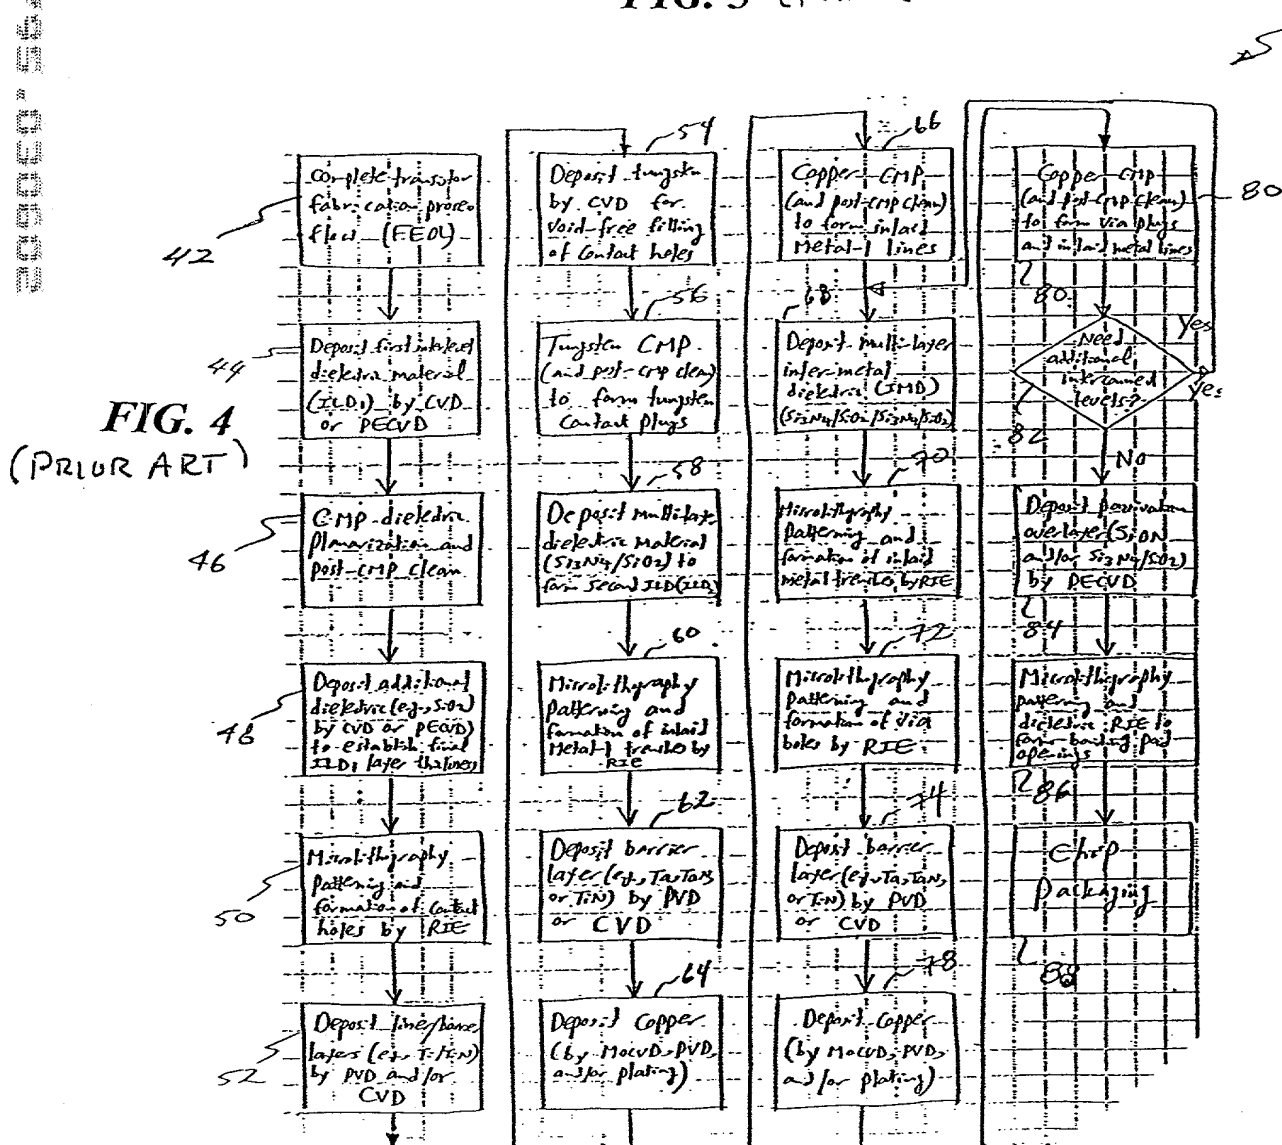 FIG. 4
(PRIOR ART)
Complete transistor
fabrication process
flow (FEOL)
42
Deposit first interlevel
dielectric material
(ILD1) by CVD
or PECVD
44
CMP dielectric
planarization and
post-CMP clean
46
Deposit additional
dielectric (e.g., SiO2)
by CVD or PECVD)
to establish final
ILD1 layer thickness
48
Microlithography
patterning and
formation of contact
holes by RIE
50
Deposit liner/barrier
layers (e.g., Ti/TiN)
by PVD and/or
CVD
52
54
Deposit tungsten
by CVD for
void-free filling
of contact holes
56
Tungsten CMP
(and post-CMP clean)
to form tungsten
contact plugs
58
Deposit multilayer
dielectric material
(Si3N4/SiO2) to
form second ILD (ILD2)
60
Microlithography
patterning and
formation of inlaid
Metal-1 trenches by
RIE
62
Deposit barrier
layer (e.g., Ta, TaN,
or TiN) by PVD
or CVD
64
Deposit Copper
(by MOCVD, PVD,
and/or plating)
66
Copper CMP
(and post-CMP clean)
to form inlaid
Metal-1 lines
68
Deposit multi-layer
inter-metal
dielectric (IMD)
(Si3N4/SiO2/Si3N4/SiO2)
70
Microlithography
patterning and
formation of inlaid
metal trenches by RIE
72
Microlithography
patterning and
formation of via
holes by RIE
74
Deposit barrier
layer (e.g., Ta, TaN,
or TiN) by PVD
or CVD
78
Deposit Copper
(by MOCVD, PVD,
and/or plating)
Copper CMP
(and post-CMP clean)
to form via plugs
and inlaid metal lines
80
80
Need
additional
interconnect
levels?
Yes
Yes
82
No
Deposit passivation
overlayer (SiON
and/or Si3N4/SiO2)
by PECVD
84
Microlithography
patterning and
dielectric RIE to
form bonding pad
openings
86
Chip
Packaging
88